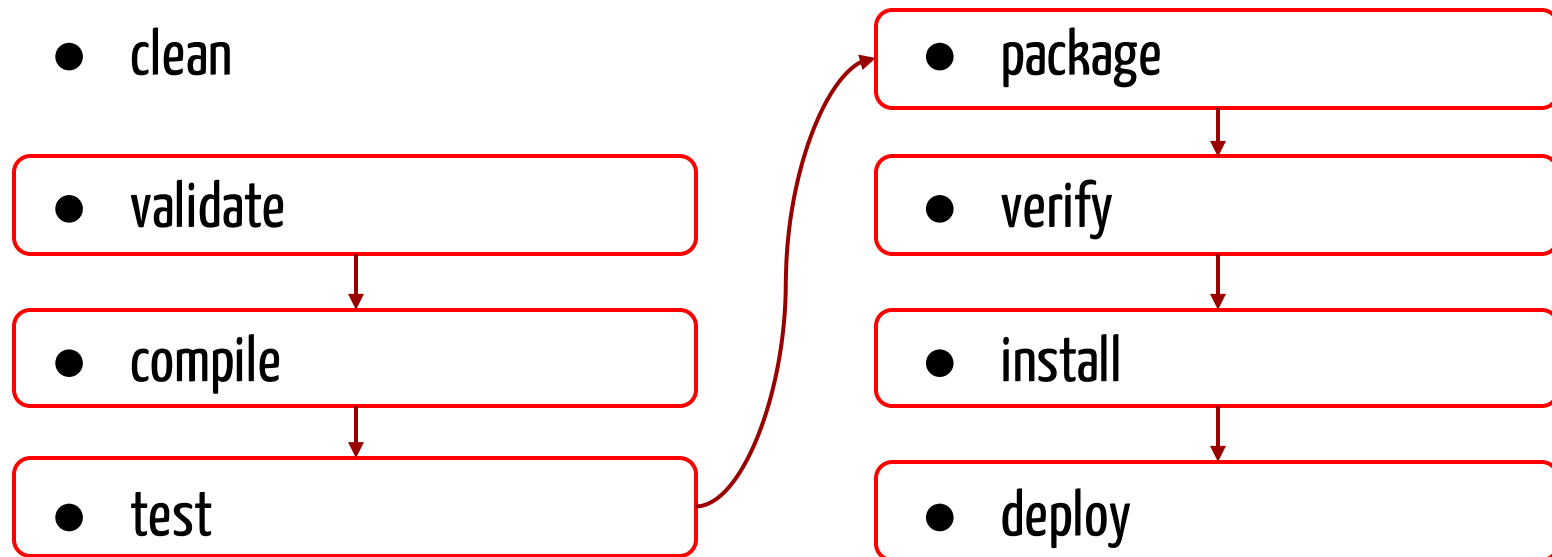 ● clean
● validate
● compile
● test
● package
● verify
● install
● deploy